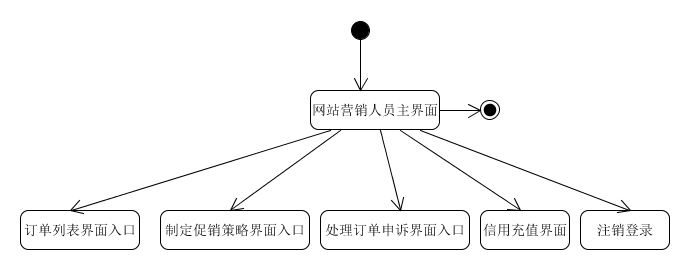 网站营销人员主界面
订单列表界面入口
制定促销策略界面入口
处理订单申诉界面入口
信用充值界面
注销登录